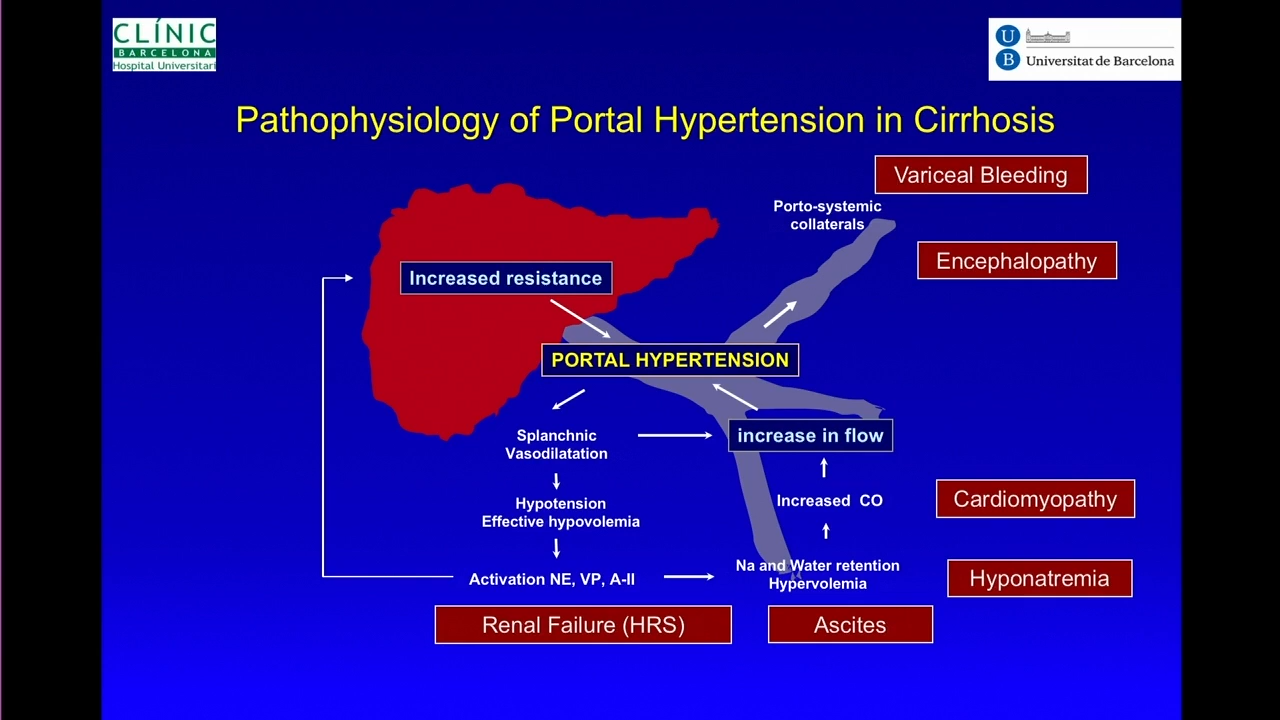 CLÍNIC
BARCELONA
Hospital Universitari
U
B
Universitat de Barcelona
Pathophysiology of Portal Hypertension in Cirrhosis
Variceal Bleeding
Porto-systemic
collaterals
Encephalopathy
Increased resistance
PORTAL HYPERTENSION
Splanchnic
Vasodilatation
increase in flow
Hypotension
Effective hypovolemia
Increased CO
Cardiomyopathy
Activation NE, VP, A-II
Na and Water retention
Hypervolemia
Hyponatremia
Renal Failure (HRS)
Ascites